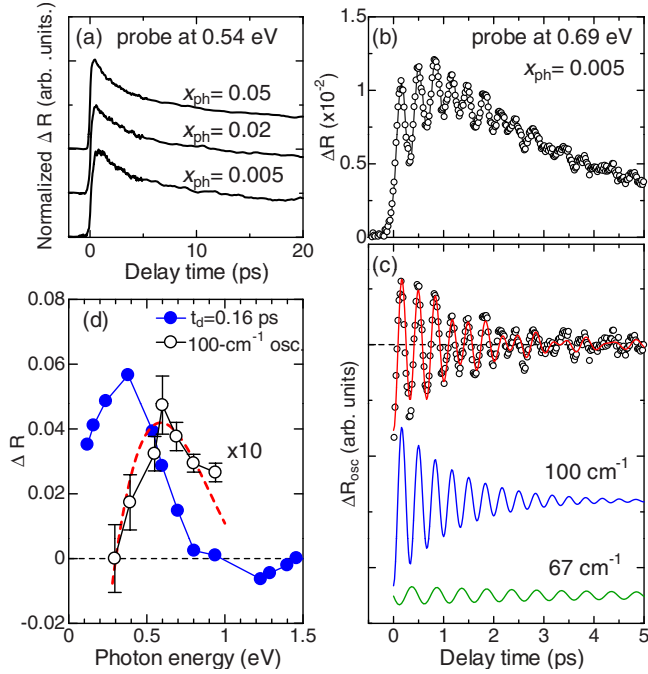 (a) probe at 0.54 eV
x_ph = 0.05
x_ph = 0.02
x_ph = 0.005
Normalized Δ R (arb. .units.)
0 10 20
Delay time (ps)
(b) probe at 0.69 eV
x_ph = 0.005
1.5
1.0
0.5
0
ΔR (x10⁻²)
(c)
100 cm⁻¹
67 cm⁻¹
ΔR_osc (arb. units)
0 1 2 3 4 5
Delay time (ps)
(d)
t_d=0.16 ps
100-cm⁻¹ osc.
x10
0.08
0.06
0.04
0.02
0
-0.02
Δ R
0 0.5 1 1.5
Photon energy (eV)